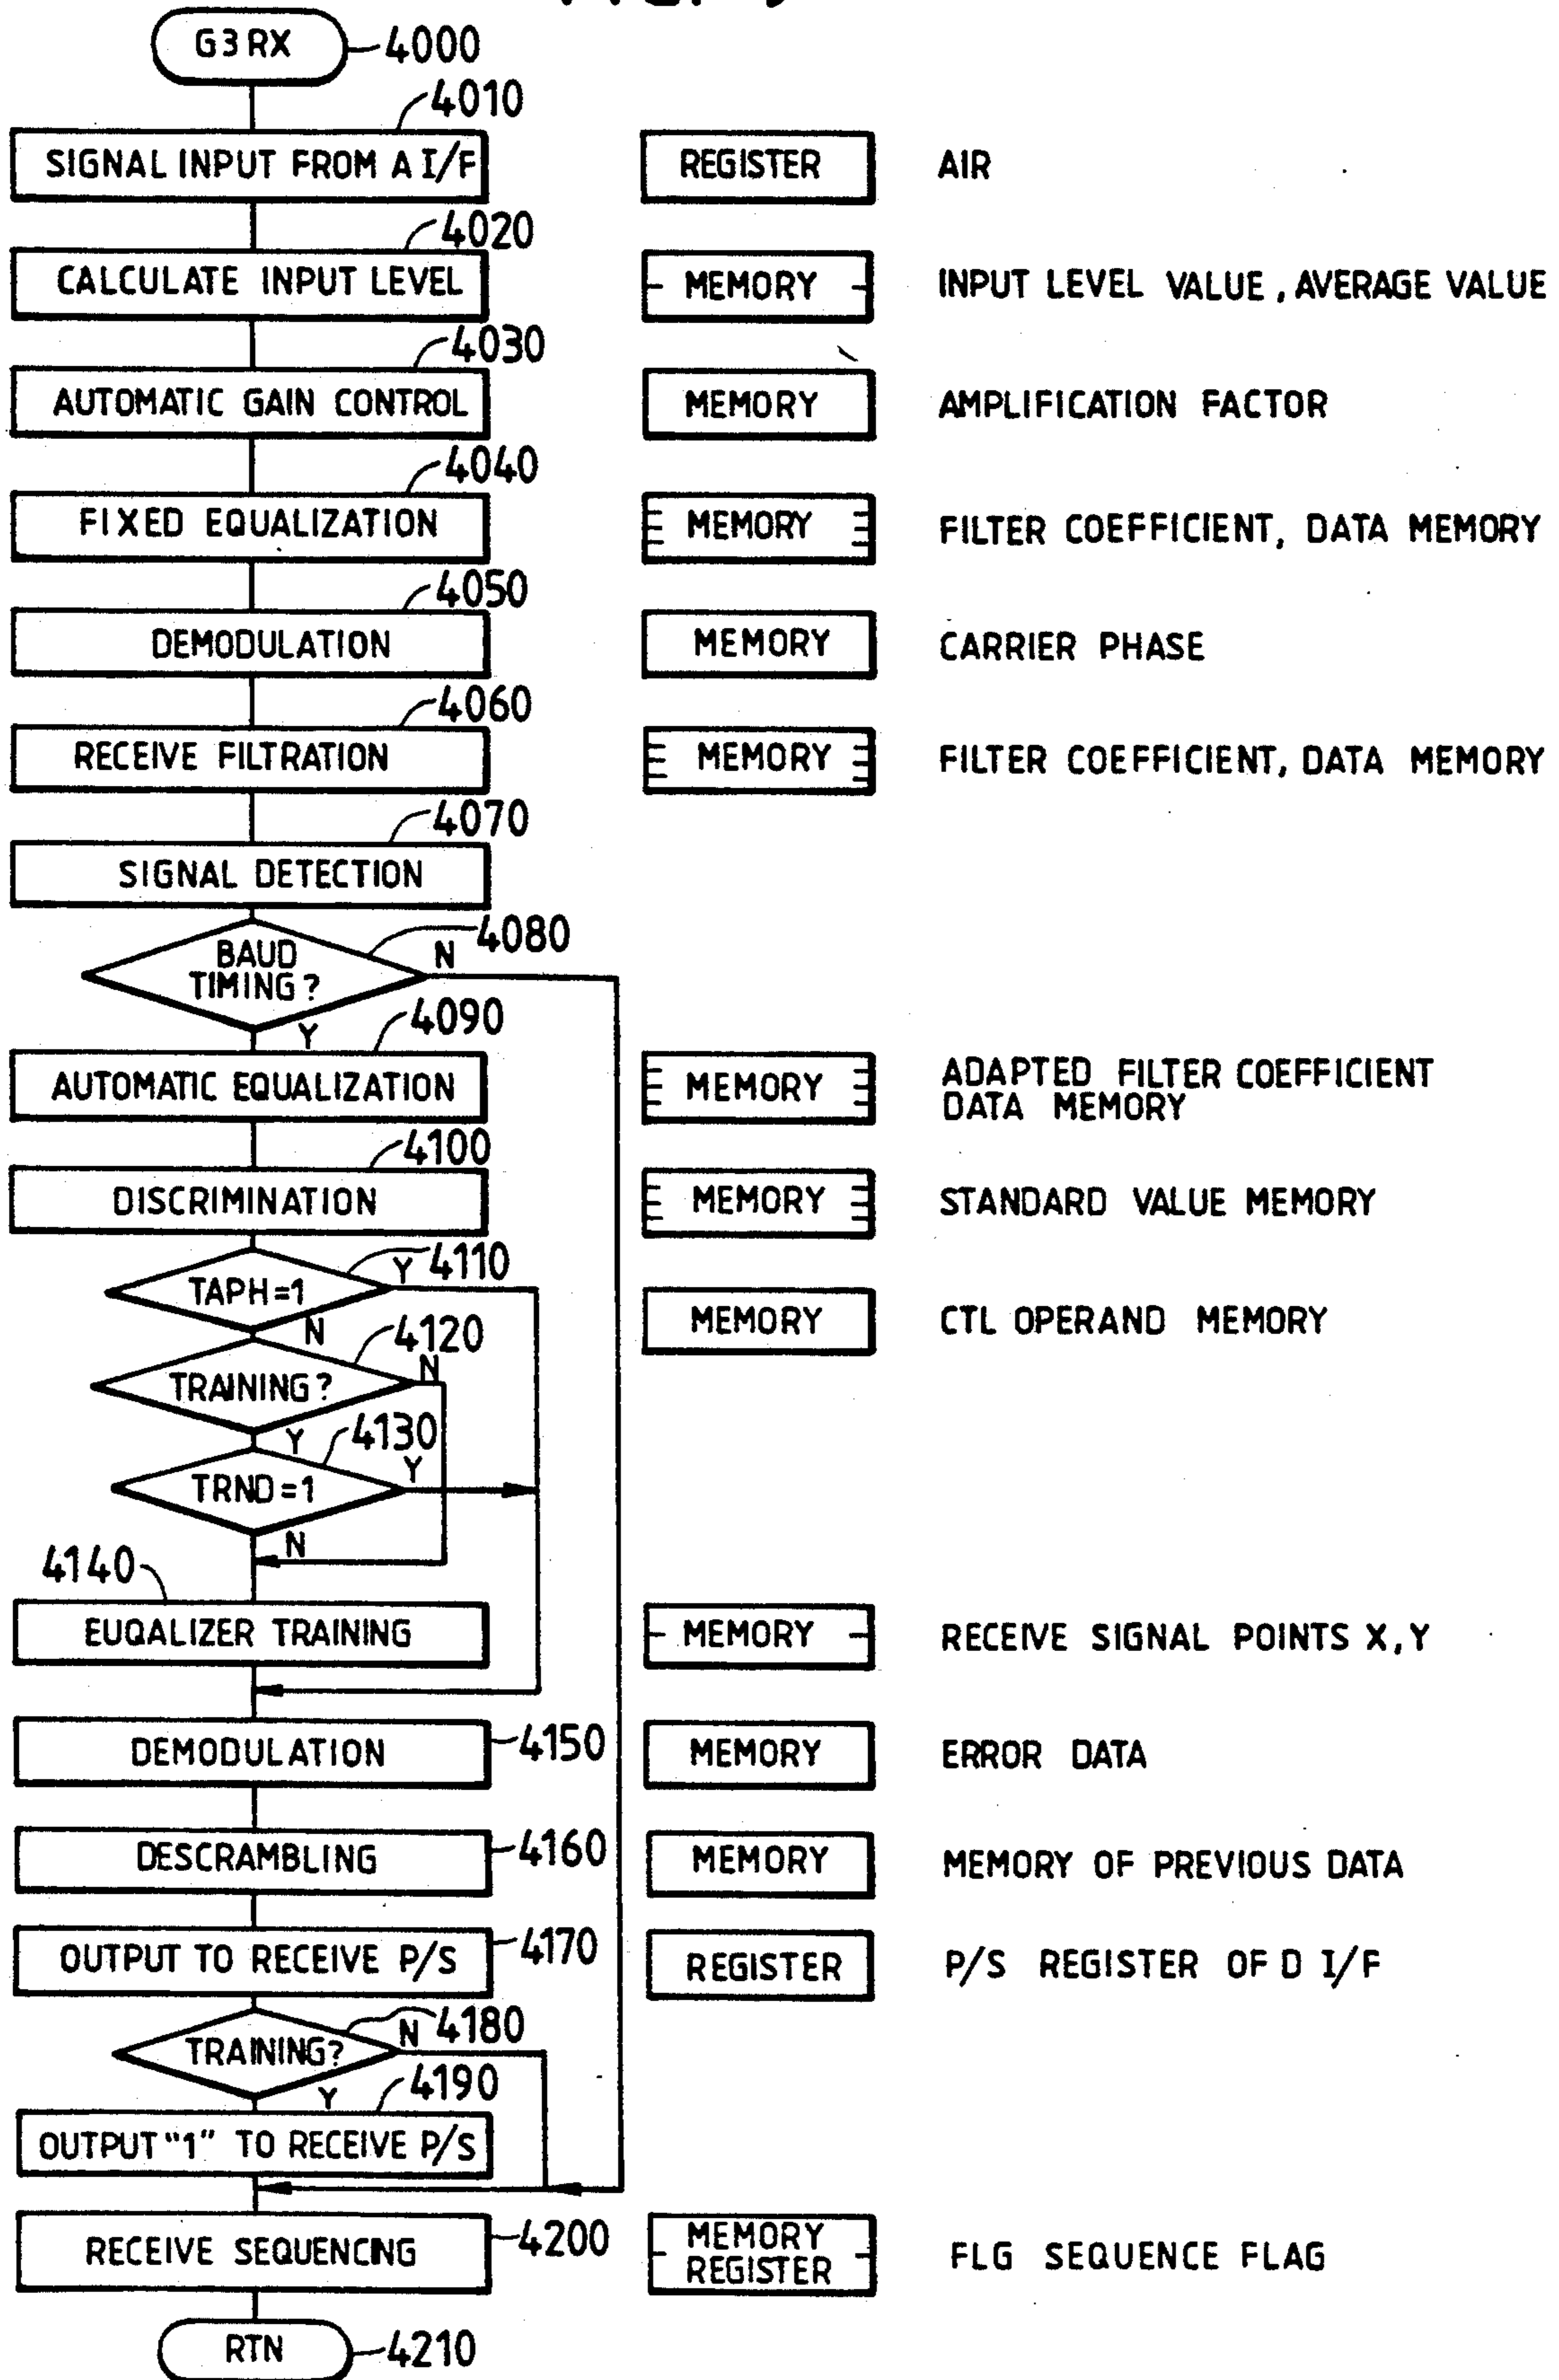 G3RX 4000
4010
SIGNAL INPUT FROM A I/F REGISTER AIR
4020
CALCULATE INPUT LEVEL MEMORY INPUT LEVEL VALUE, AVERAGE VALUE
4030
AUTOMATIC GAIN CONTROL MEMORY AMPLIFICATION FACTOR
4040
FIXED EQUALIZATION MEMORY FILTER COEFFICIENT, DATA MEMORY
4050
DEMODULATION MEMORY CARRIER PHASE
4060
RECEIVE FILTRATION MEMORY FILTER COEFFICIENT, DATA MEMORY
4070
SIGNAL DETECTION
4080
BAUD N
TIMING?
Y 4090
AUTOMATIC EQUALIZATION MEMORY ADAPTED FILTER COEFFICIENT
DATA MEMORY
4100
DISCRIMINATION MEMORY STANDARD VALUE MEMORY
Y 4110
TAPH=1
N MEMORY CTL OPERAND MEMORY
4120
TRAINING? N
Y 4130
TRND=1 Y
N
4140
EUQALIZER TRAINING MEMORY RECEIVE SIGNAL POINTS X,Y
DEMODULATION 4150 MEMORY ERROR DATA
DESCRAMBLING 4160 MEMORY MEMORY OF PREVIOUS DATA
OUTPUT TO RECEIVE P/S 4170 REGISTER P/S REGISTER OF D I/F
N 4180
TRAINING?
Y 4190
OUTPUT "1" TO RECEIVE P/S
RECEIVE SEQUENCING 4200 MEMORY
REGISTER FLG SEQUENCE FLAG
RTN 4210